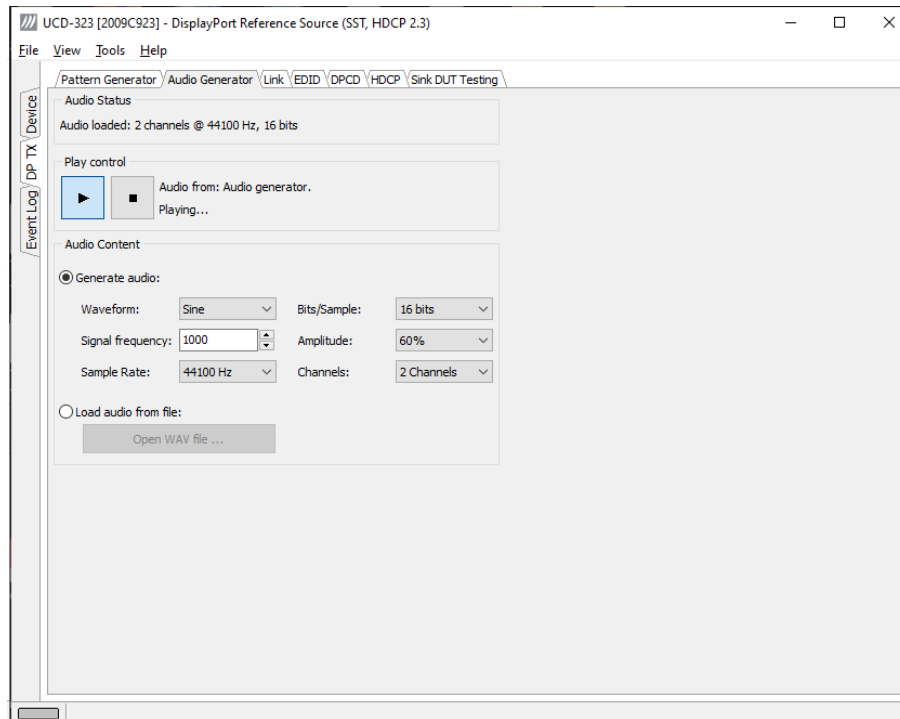 UCD-323 [2009C923] - DisplayPort Reference Source (SST, HDCP 2.3)
File View Tools Help
Device
DP TX
Event Log
Pattern Generator Audio Generator Link EDID DPCD HDCP Sink DUT Testing
Audio Status
Audio loaded: 2 channels @ 44100 Hz, 16 bits
Play control
Audio from: Audio generator.
Playing...
Audio Content
Generate audio:
Waveform: Sine Bits/Sample: 16 bits
Signal frequency: 1000 Amplitude: 60%
Sample Rate: 44100 Hz Channels: 2 Channels
Load audio from file:
Open WAV file ...